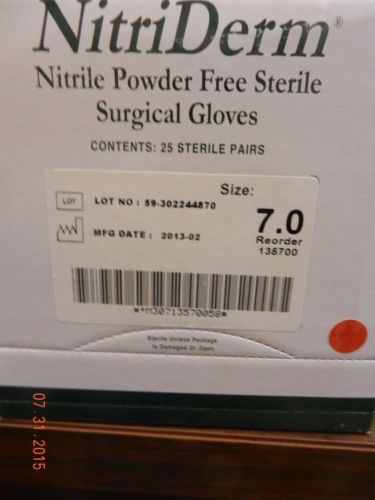 NitriDerm®
Nitrile Powder Free Sterile
Surgical Gloves
CONTENTS: 25 STERILE PAIRS
Size:
LOT
LOT NO : 59-302244870
7.0
MFG DATE : 2013-02
Reorder
135700
*+M30713570058*
Sterile Unless Package
Is Damaged Or Open
07.31.2015